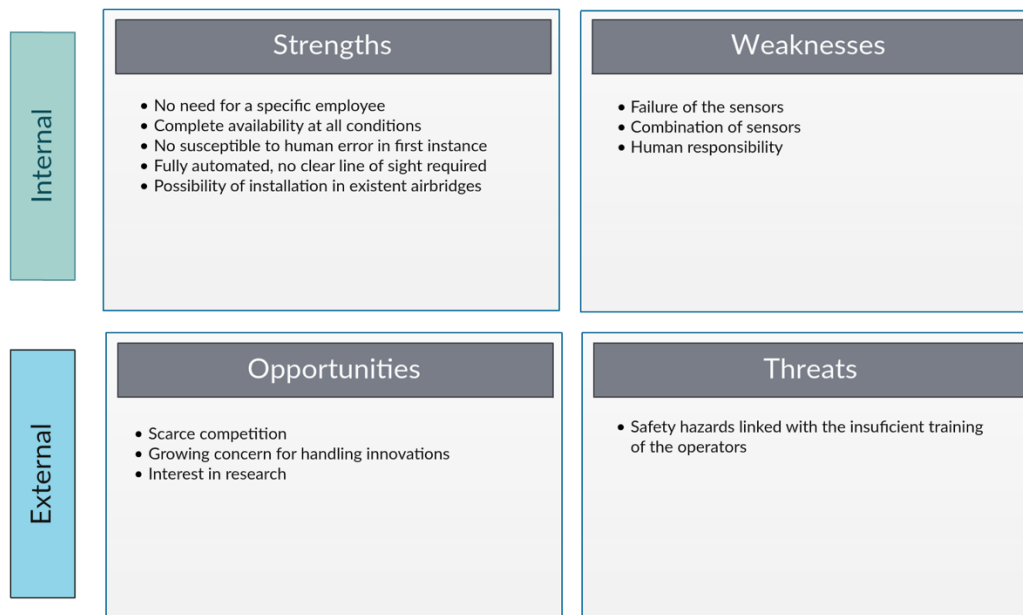 Internal
Strengths
• No need for a specific employee
• Complete availability at all conditions
• No susceptible to human error in first instance
• Fully automated, no clear line of sight required
• Possibility of installation in existent airbridges
Weaknesses
• Failure of the sensors
• Combination of sensors
• Human responsibility
External
Opportunities
• Scarce competition
• Growing concern for handling innovations
• Interest in research
Threats
• Safety hazards linked with the insuficient training
of the operators